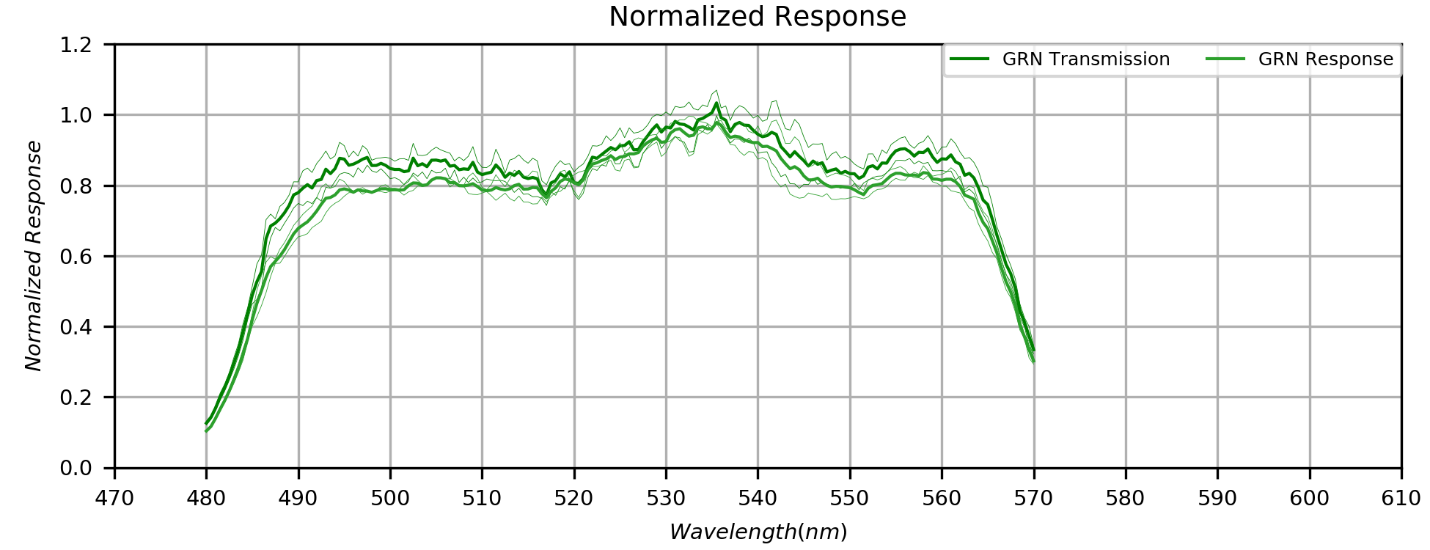 Normalized Response
GRN Transmission GRN Response
1.2
1.0
0.8
0.6
0.4
0.2
0.0
Normalized Response
470 480 490 500 510 520 530 540 550 560 570 580 590 600 610
Wavelength(nm)